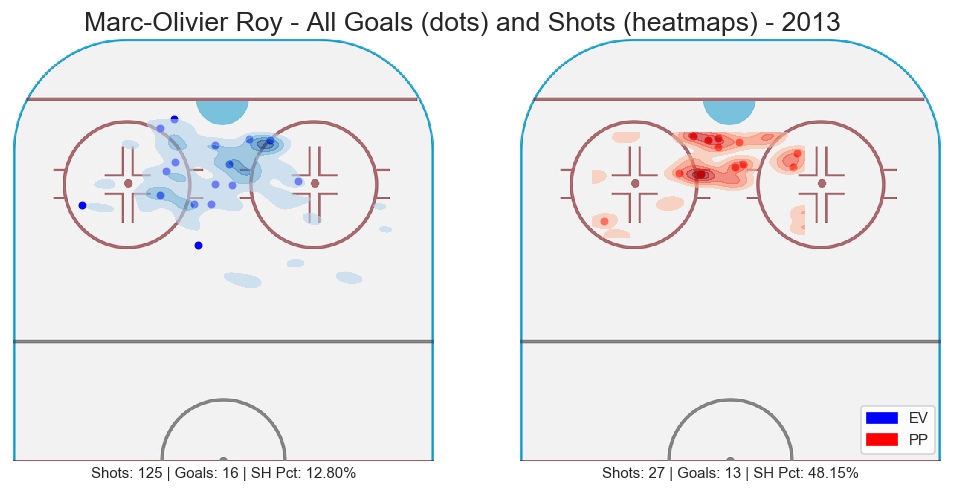 Marc-Olivier Roy - All Goals (dots) and Shots (heatmaps) - 2013
EV
PP
Shots: 125 | Goals: 16 | SH Pct: 12.80%
Shots: 27 | Goals: 13 | SH Pct: 48.15%